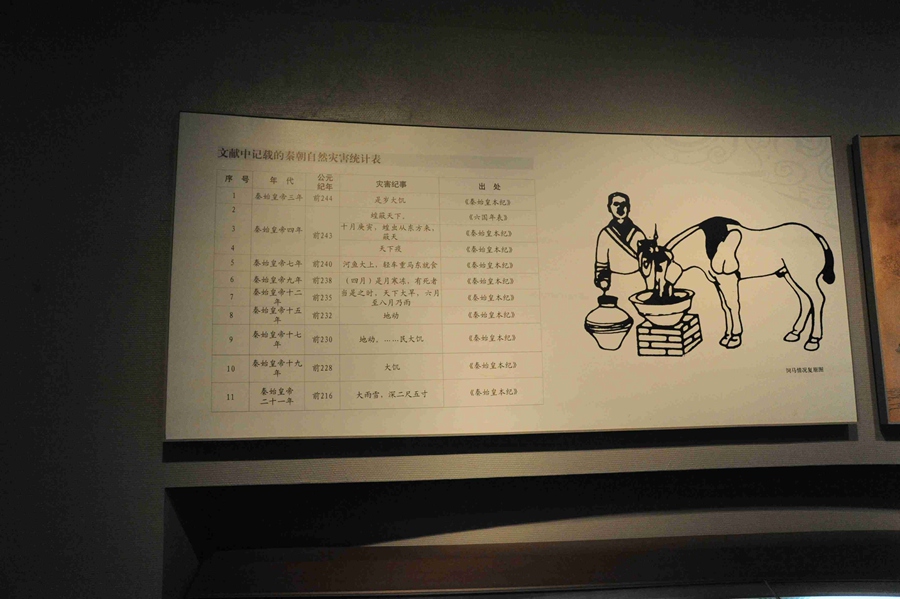 文献中记载的秦朝自然灾害统计表
序 号 年 代 公元纪年 灾害纪事 出 处
1 秦始皇帝三年 前244 是岁大饥 《秦始皇本纪》
2 蝗蔽天下。 《六国年表》
3 秦始皇帝四年 前243 十月庚寅，蝗虫从东方来，蔽天 《秦始皇本纪》
4 天下疫 《秦始皇本纪》
5 秦始皇帝七年 前240 河鱼大上，轻车重马东就食 《秦始皇本纪》
6 秦始皇帝九年 前238 （四月）是月寒冻，有死者 《秦始皇本纪》
7 秦始皇帝十二年 前235 当是之时，天下大旱，六月至八月乃雨 《秦始皇本纪》
8 秦始皇帝十五年 前232 地动 《秦始皇本纪》
9 秦始皇帝十七年 前230 地动，……民大饥 《秦始皇本纪》
10 秦始皇帝十九年 前228 大饥 《秦始皇本纪》
11 秦始皇帝二十一年 前216 大雨雪，深二尺五寸 《秦始皇本纪》
饲马情况复原图